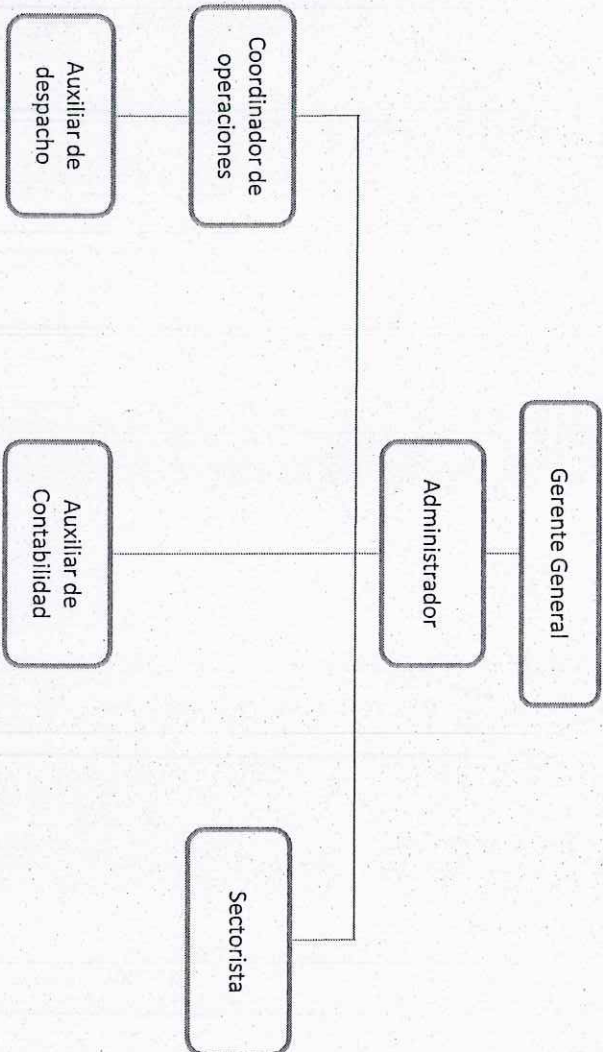 Gerente General
Administrador
Coordinador de
operaciones
Sectorista
Auxiliar de
despacho
Auxiliar de
Contabilidad